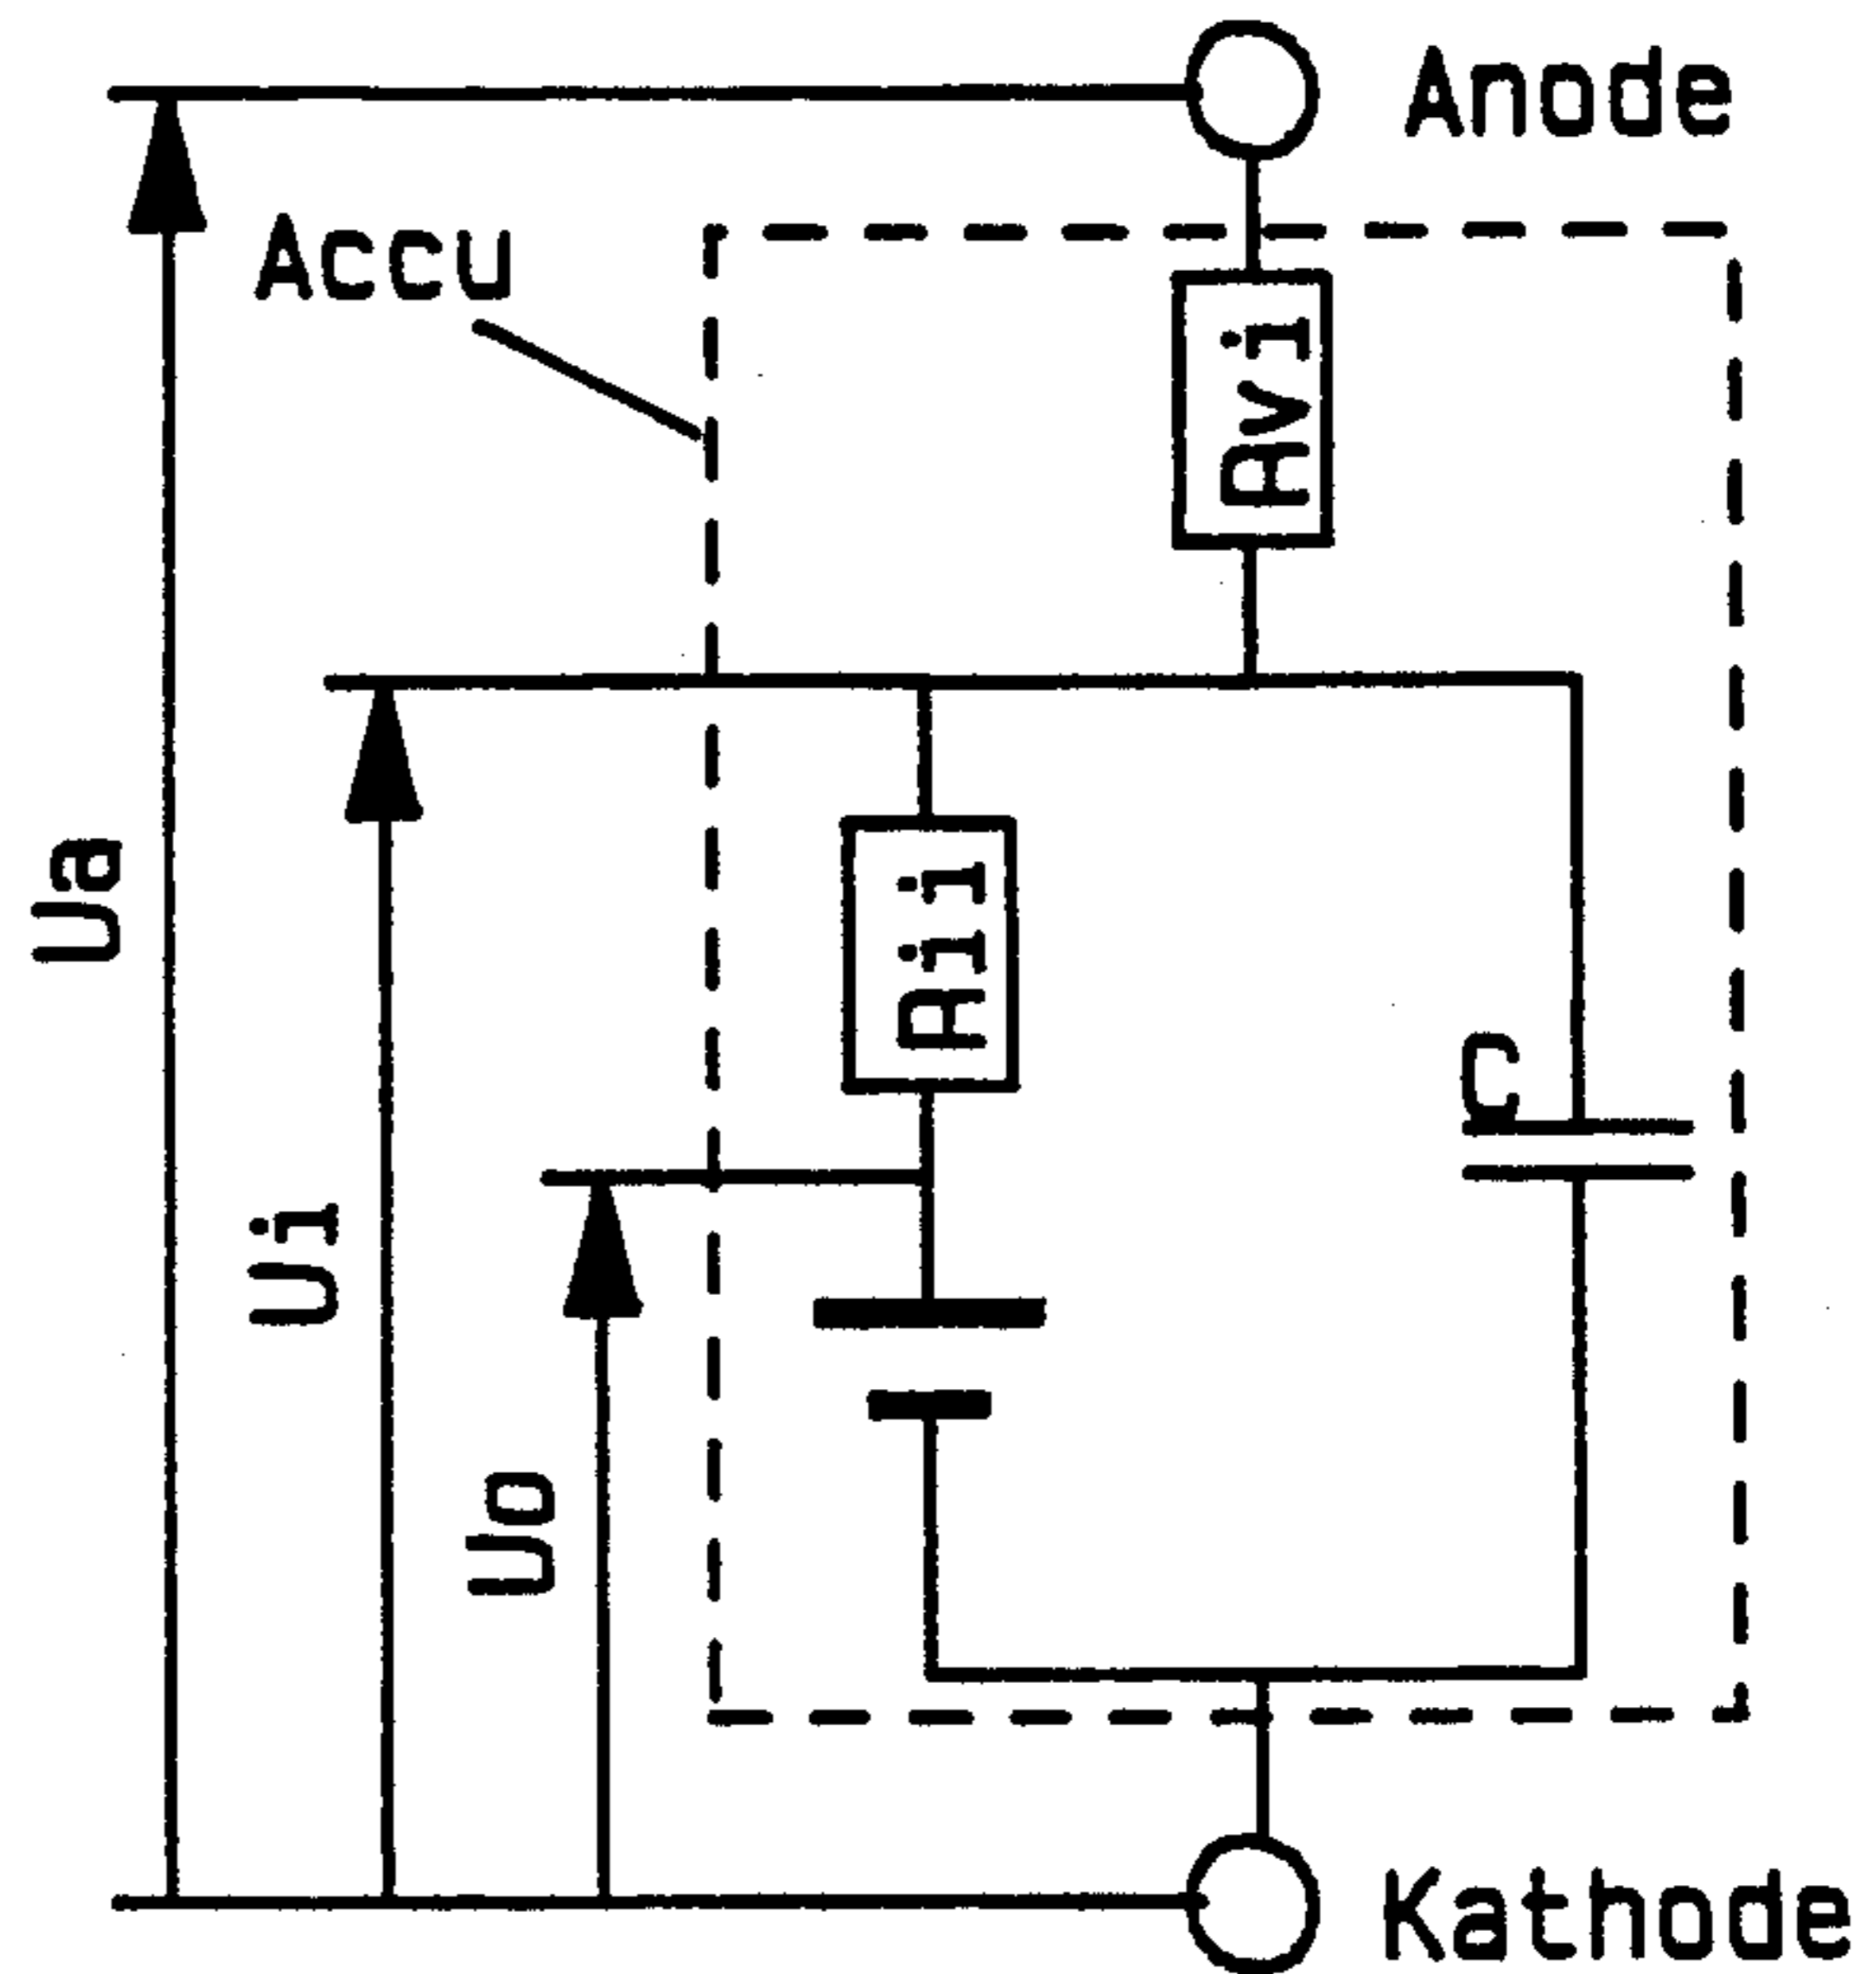 Anode
Accu
Rvi
Ua
Rii
C
Ui
Uo
Kathode